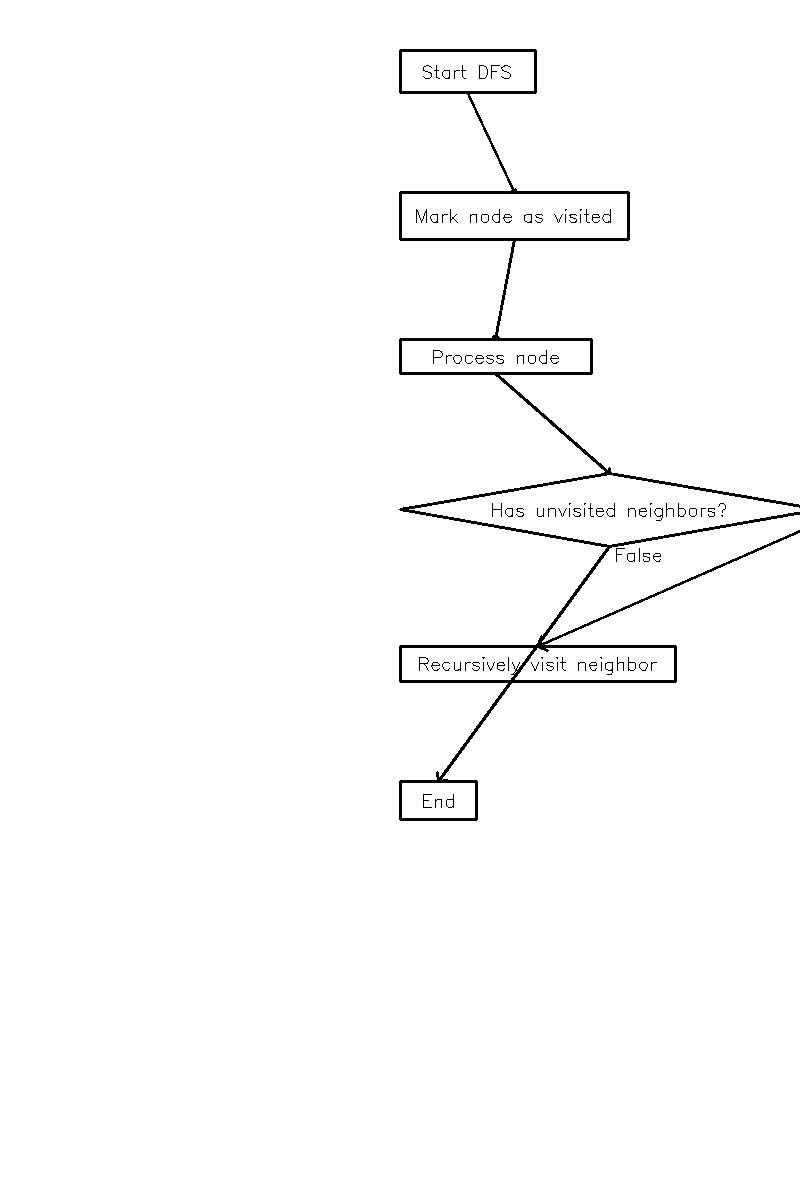 Start DFS
Mark node as visited
Process node
Has unvisited neighbors?
False
Recursively visit neighbor
End